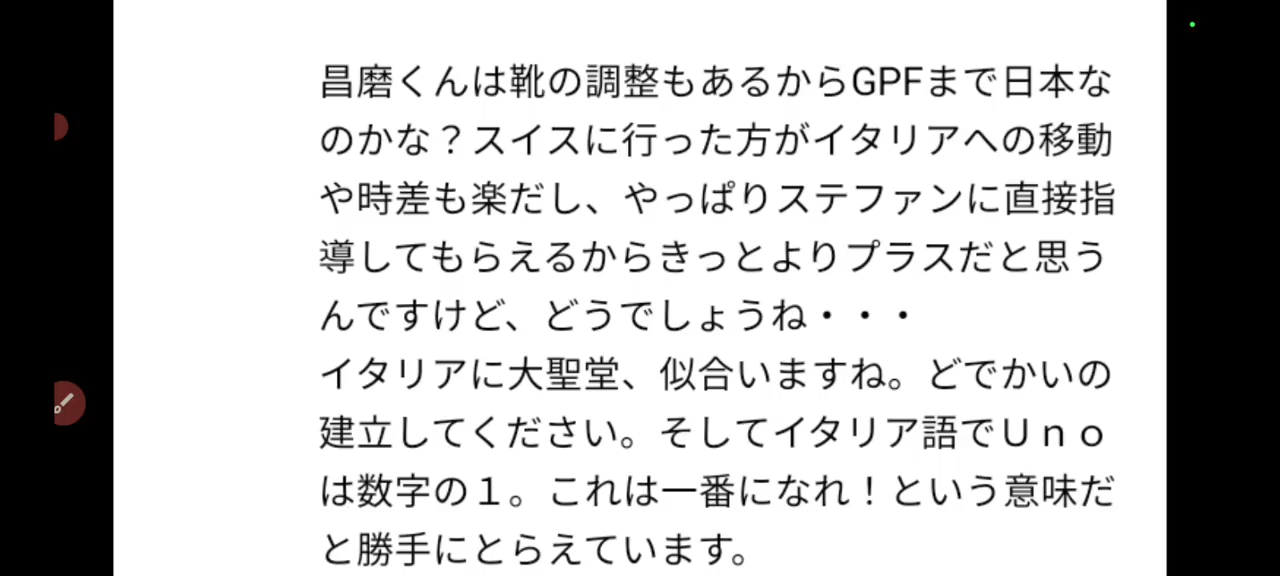 昌磨くんは靴の調整もあるからGPFまで日本な
のかな？スイスに行った方がイタリアへの移動
や時差も楽だし、やっぱりステファンに直接指
導してもらえるからきっとよりプラスだと思う
んですけど、どうでしょうね・・・
イタリアに大聖堂、似合いますね。どでかいの
建立してください。そしてイタリア語でＵｎｏ
は数字の１。これは一番になれ！という意味だ
と勝手にとらえています。